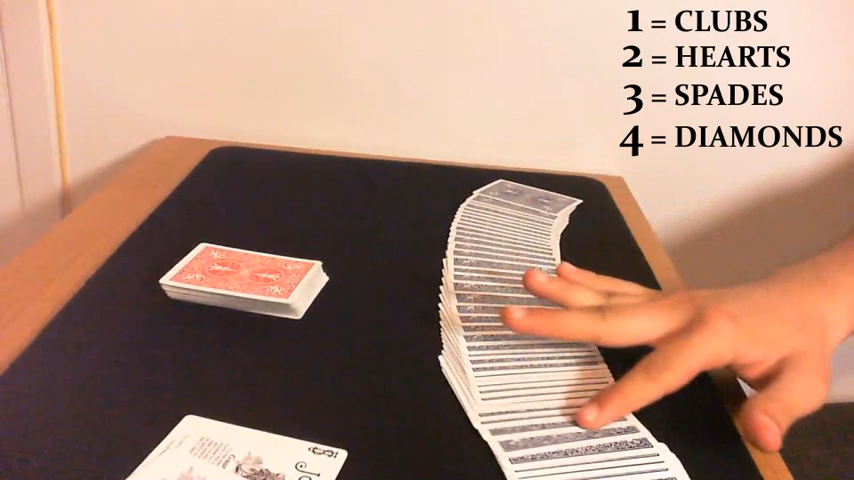 1 = CLUBS
2 = HEARTS
3 = SPADES
4 = DIAMONDS